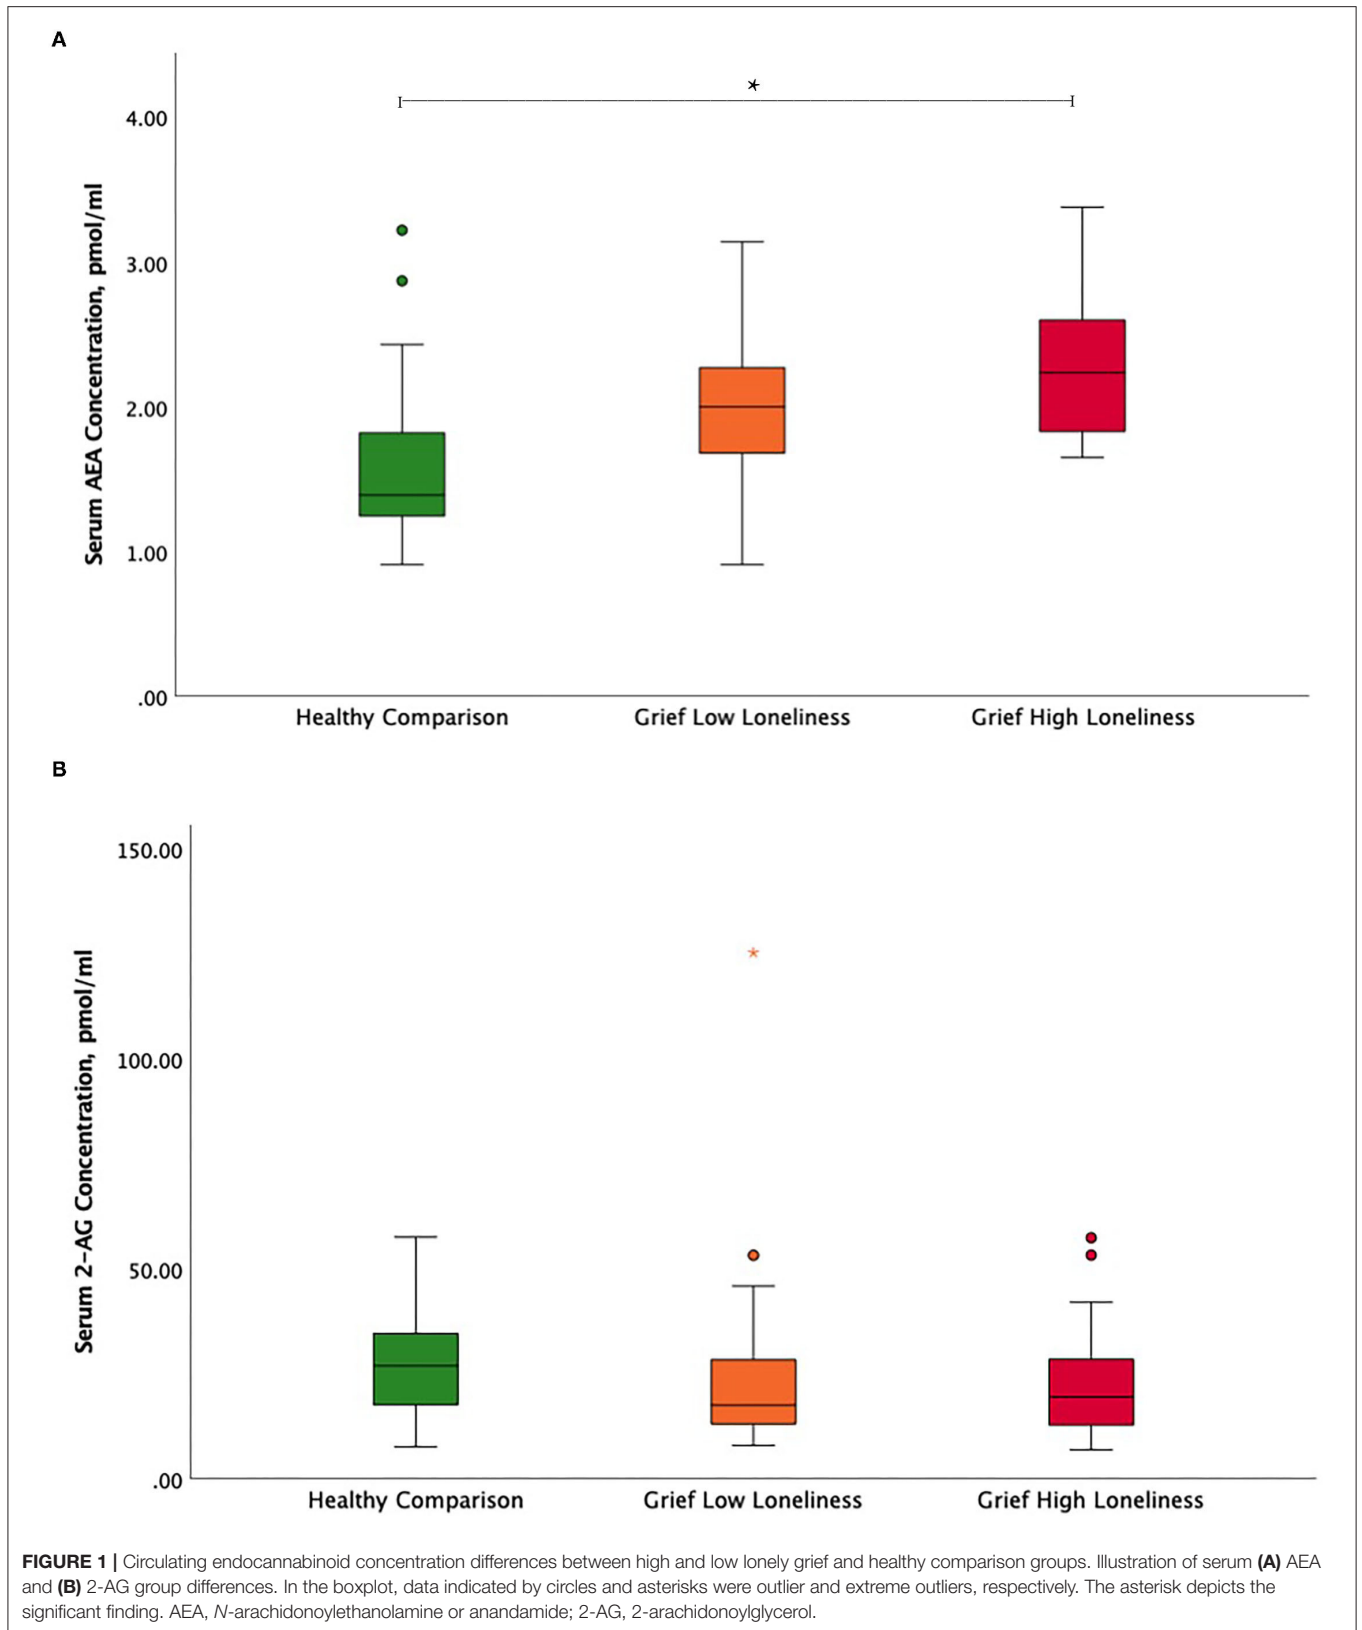 A
*
4.00
3.00
2.00
1.00
.00
Serum AEA Concentration, pmol/ml
Healthy Comparison Grief Low Loneliness Grief High Loneliness
B
150.00
100.00
50.00
.00
Serum 2-AG Concentration, pmol/ml
*
Healthy Comparison Grief Low Loneliness Grief High Loneliness
FIGURE 1 | Circulating endocannabinoid concentration differences between high and low lonely grief and healthy comparison groups. Illustration of serum (A) AEA
and (B) 2-AG group differences. In the boxplot, data indicated by circles and asterisks were outlier and extreme outliers, respectively. The asterisk depicts the
significant finding. AEA, N-arachidonoylethanolamine or anandamide; 2-AG, 2-arachidonoylglycerol.